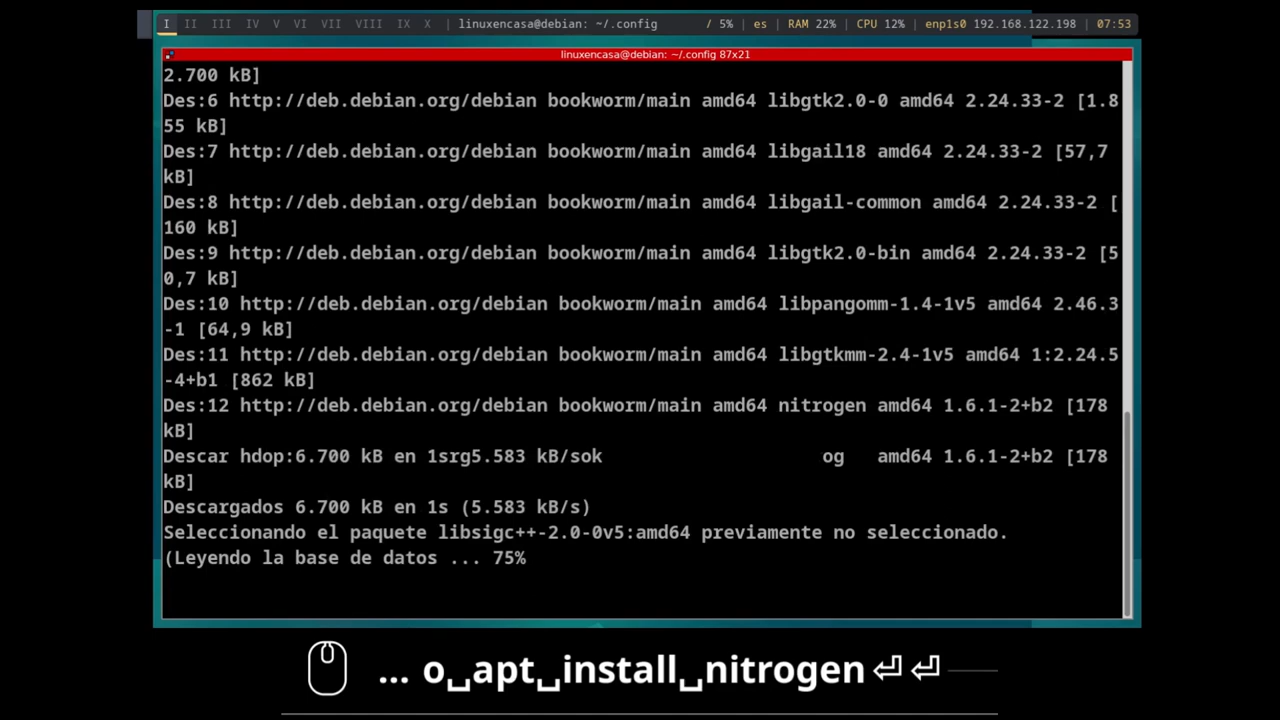 I II III IV V VI VII VIII IX X | linuxencasa@debian: ~/.config / 5% | es | RAM 22% | CPU 12% | enp1s0 192.168.122.198 | 07:53
linuxencasa@debian: ~/.config 87x21
2.700 kB]
Des:6 http://deb.debian.org/debian bookworm/main amd64 libgtk2.0-0 amd64 2.24.33-2 [1.8
55 kB]
Des:7 http://deb.debian.org/debian bookworm/main amd64 libgail18 amd64 2.24.33-2 [57,7
kB]
Des:8 http://deb.debian.org/debian bookworm/main amd64 libgail-common amd64 2.24.33-2 [
160 kB]
Des:9 http://deb.debian.org/debian bookworm/main amd64 libgtk2.0-bin amd64 2.24.33-2 [5
0,7 kB]
Des:10 http://deb.debian.org/debian bookworm/main amd64 libpangomm-1.4-1v5 amd64 2.46.3
-1 [64,9 kB]
Des:11 http://deb.debian.org/debian bookworm/main amd64 libgtkmm-2.4-1v5 amd64 1:2.24.5
-4+b1 [862 kB]
Des:12 http://deb.debian.org/debian bookworm/main amd64 nitrogen amd64 1.6.1-2+b2 [178
kB]
Descar hdop:6.700 kB en 1srg5.583 kB/sok og amd64 1.6.1-2+b2 [178
kB]
Descargados 6.700 kB en 1s (5.583 kB/s)
Seleccionando el paquete libsigc++-2.0-0v5:amd64 previamente no seleccionado.
(Leyendo la base de datos ... 75%
... o␣apt␣install␣nitrogen⏎⏎